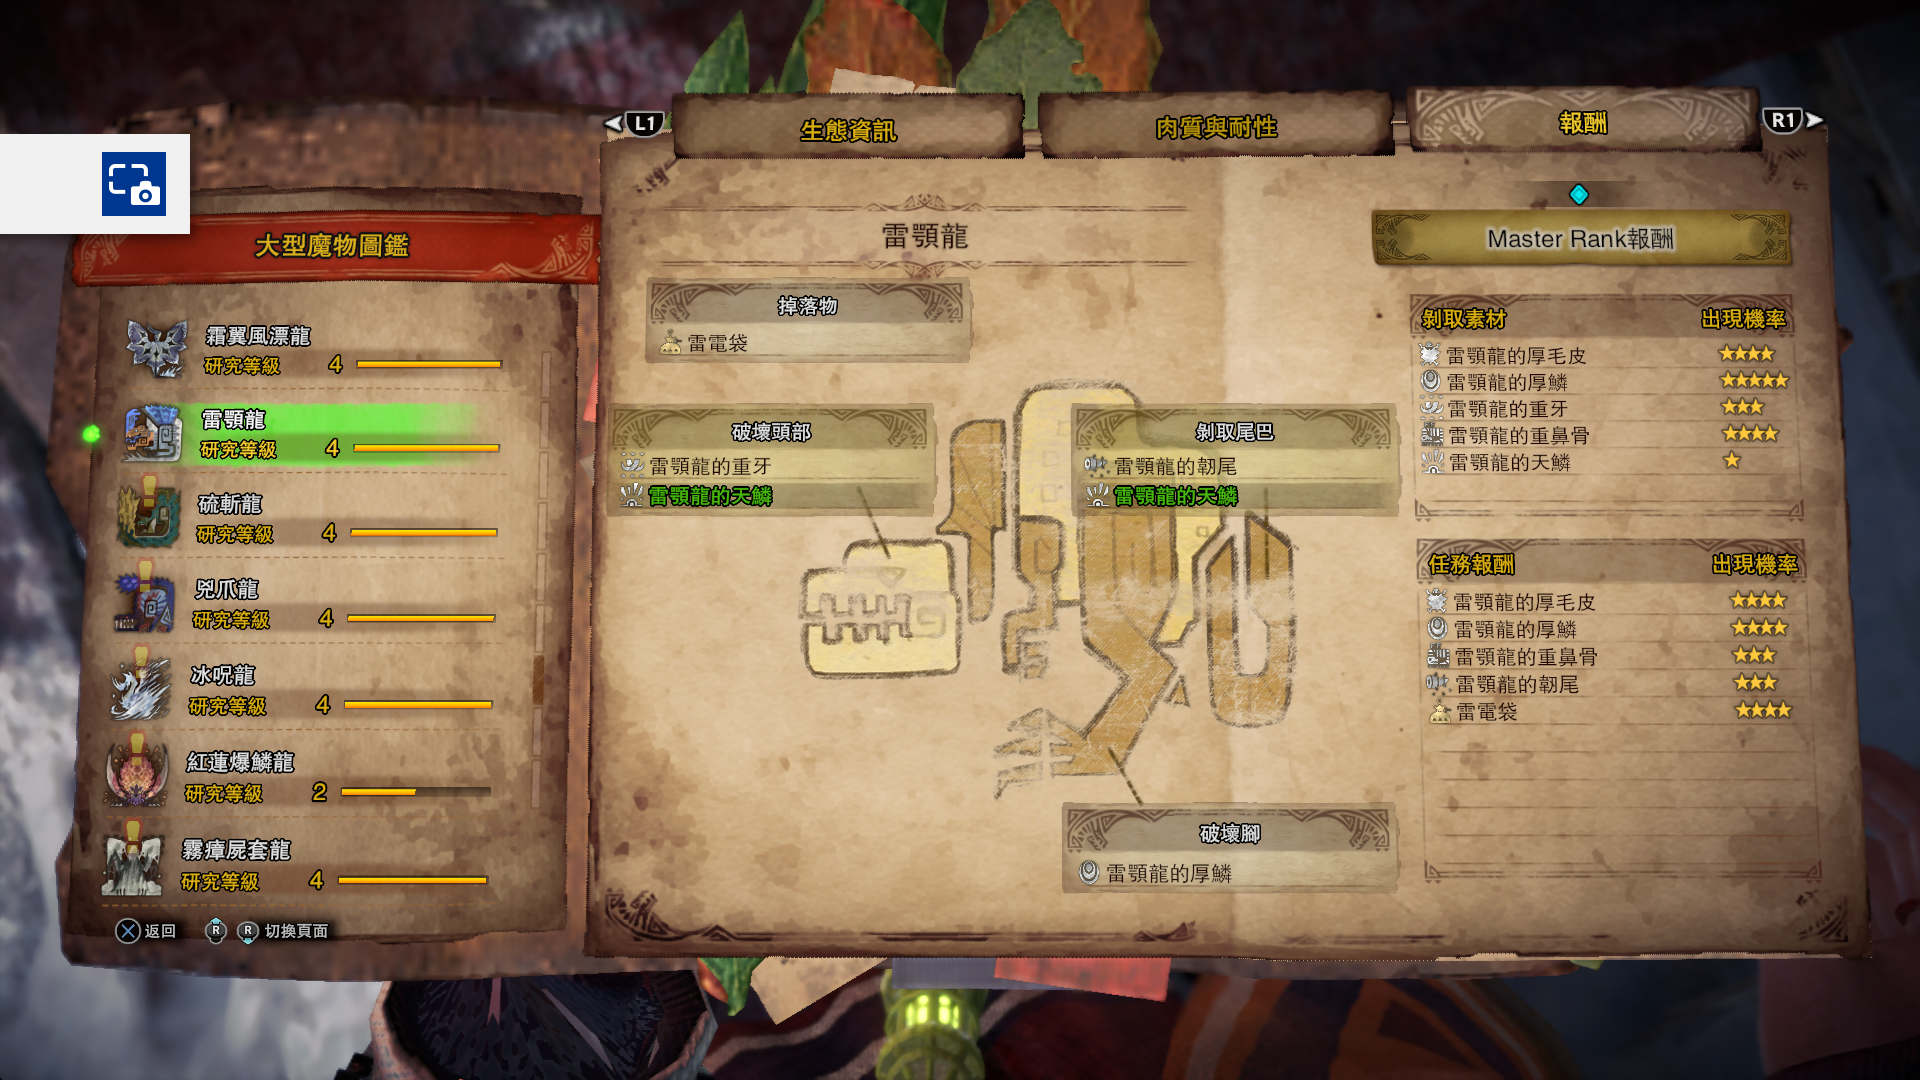 L1
生態資訊
肉質與耐性
報酬
R1
大型魔物圖鑑
霜翼風漂龍
研究等級 4
雷顎龍
研究等級 4
硫斬龍
研究等級 4
兇爪龍
研究等級 4
冰呪龍
研究等級 4
紅蓮爆鱗龍
研究等級 2
霧瘴屍套龍
研究等級 4
返回
R
R
切換頁面
雷顎龍
掉落物
雷電袋
破壞頭部
雷顎龍的重牙
雷顎龍的天鱗
剝取尾巴
雷顎龍的韌尾
雷顎龍的天鱗
破壞腳
雷顎龍的厚鱗
Master Rank報酬
剝取素材 出現機率
雷顎龍的厚毛皮 ★★★★
雷顎龍的厚鱗 ★★★★★
雷顎龍的重牙 ★★★
雷顎龍的重鼻骨 ★★★★
雷顎龍的天鱗 ★
任務報酬 出現機率
雷顎龍的厚毛皮 ★★★★
雷顎龍的厚鱗 ★★★★
雷顎龍的重鼻骨 ★★★
雷顎龍的韌尾 ★★★
雷電袋 ★★★★